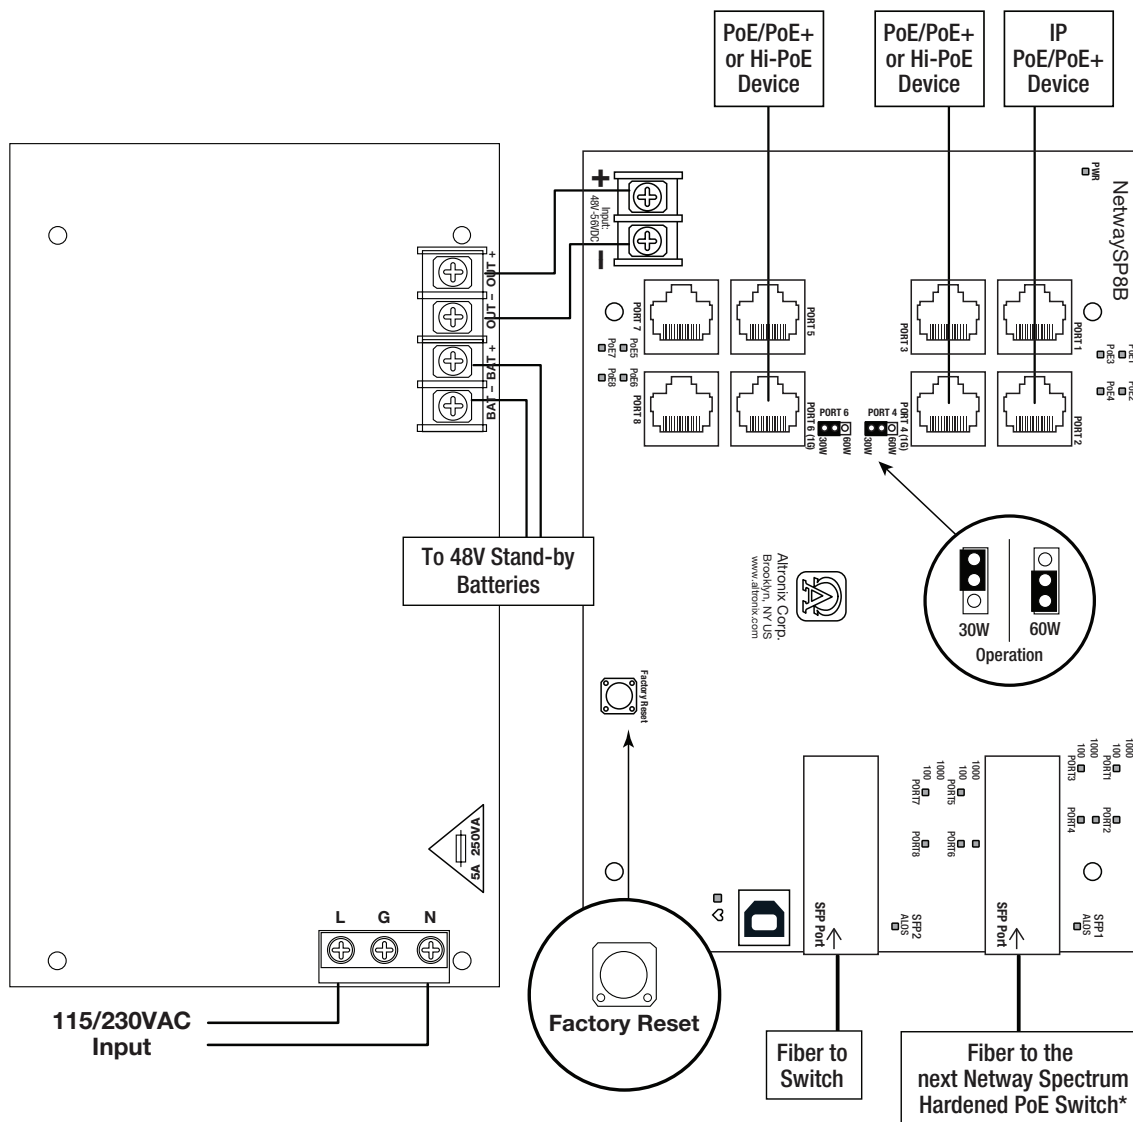 PoE/PoE+
or Hi-PoE
Device
PoE/PoE+
or Hi-PoE
Device
IP
PoE/PoE+
Device
PWR
NetwaySP8B
+
Input:
48V -56VDC
−
OUT +
OUT −
BAT +
BAT −
PORT 7
PORT 5
PORT 3
PORT 1
PoE7
PoE5
PoE8
PoE6
PoE3
PoE1
PoE4
PoE2
PORT 8
PORT 6 (1G)
PORT 6
30W
60W
PORT 4
30W
60W
PORT 4 (1G)
PORT 2
To 48V Stand-by
Batteries
Altronix Corp.
Brooklyn, NY US
www.altronix.com
30W
60W
Operation
Factory Reset
5A 250VA
L G N
115/230VAC
Input
Factory Reset
PORT7
100
1000
PORT5
100
1000
PORT8
PORT6
PORT3
100
1000
PORT1
100
1000
PORT4
PORT2
SFP Port
SFP2
ALOS
SFP Port
SFP1
ALOS
Fiber to
Switch
Fiber to the
next Netway Spectrum
Hardened PoE Switch*